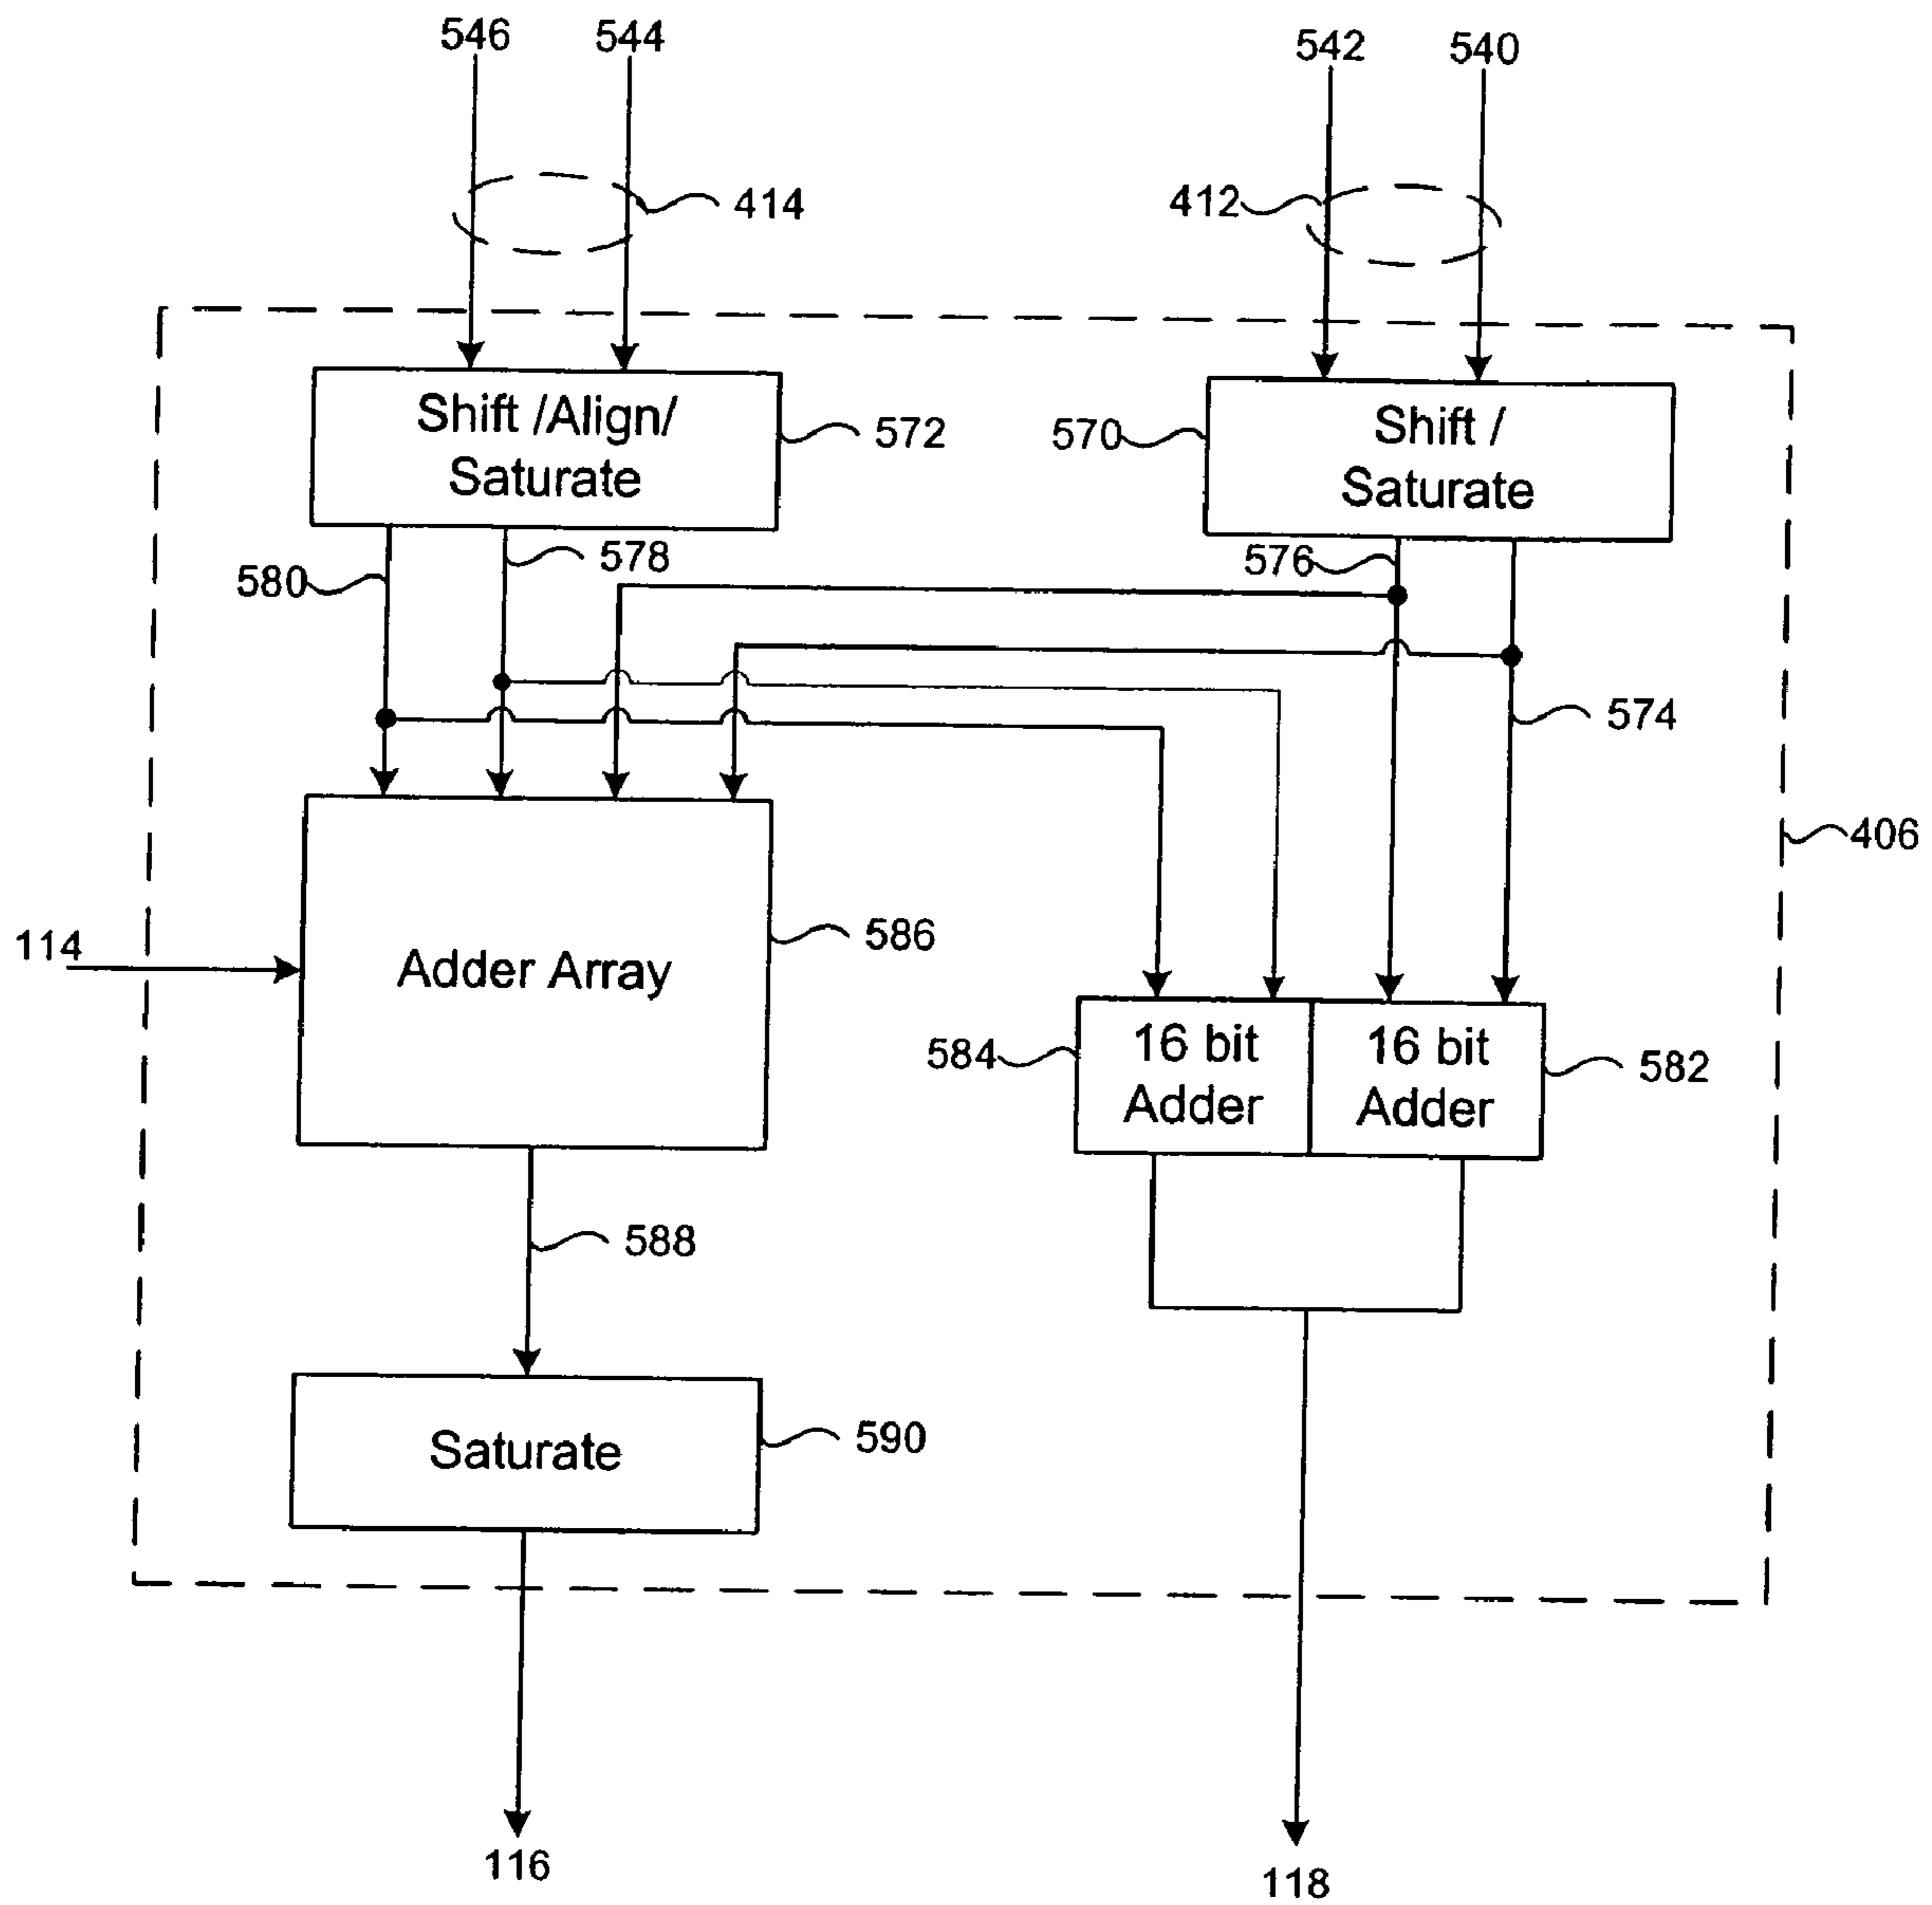 546 544 542 540
414 412
Shift /Align/
Saturate
572
570
Shift /
Saturate
580 578 576
574
406
114
Adder Array
586
584
16 bit
Adder
16 bit
Adder
582
588
Saturate
590
116 118